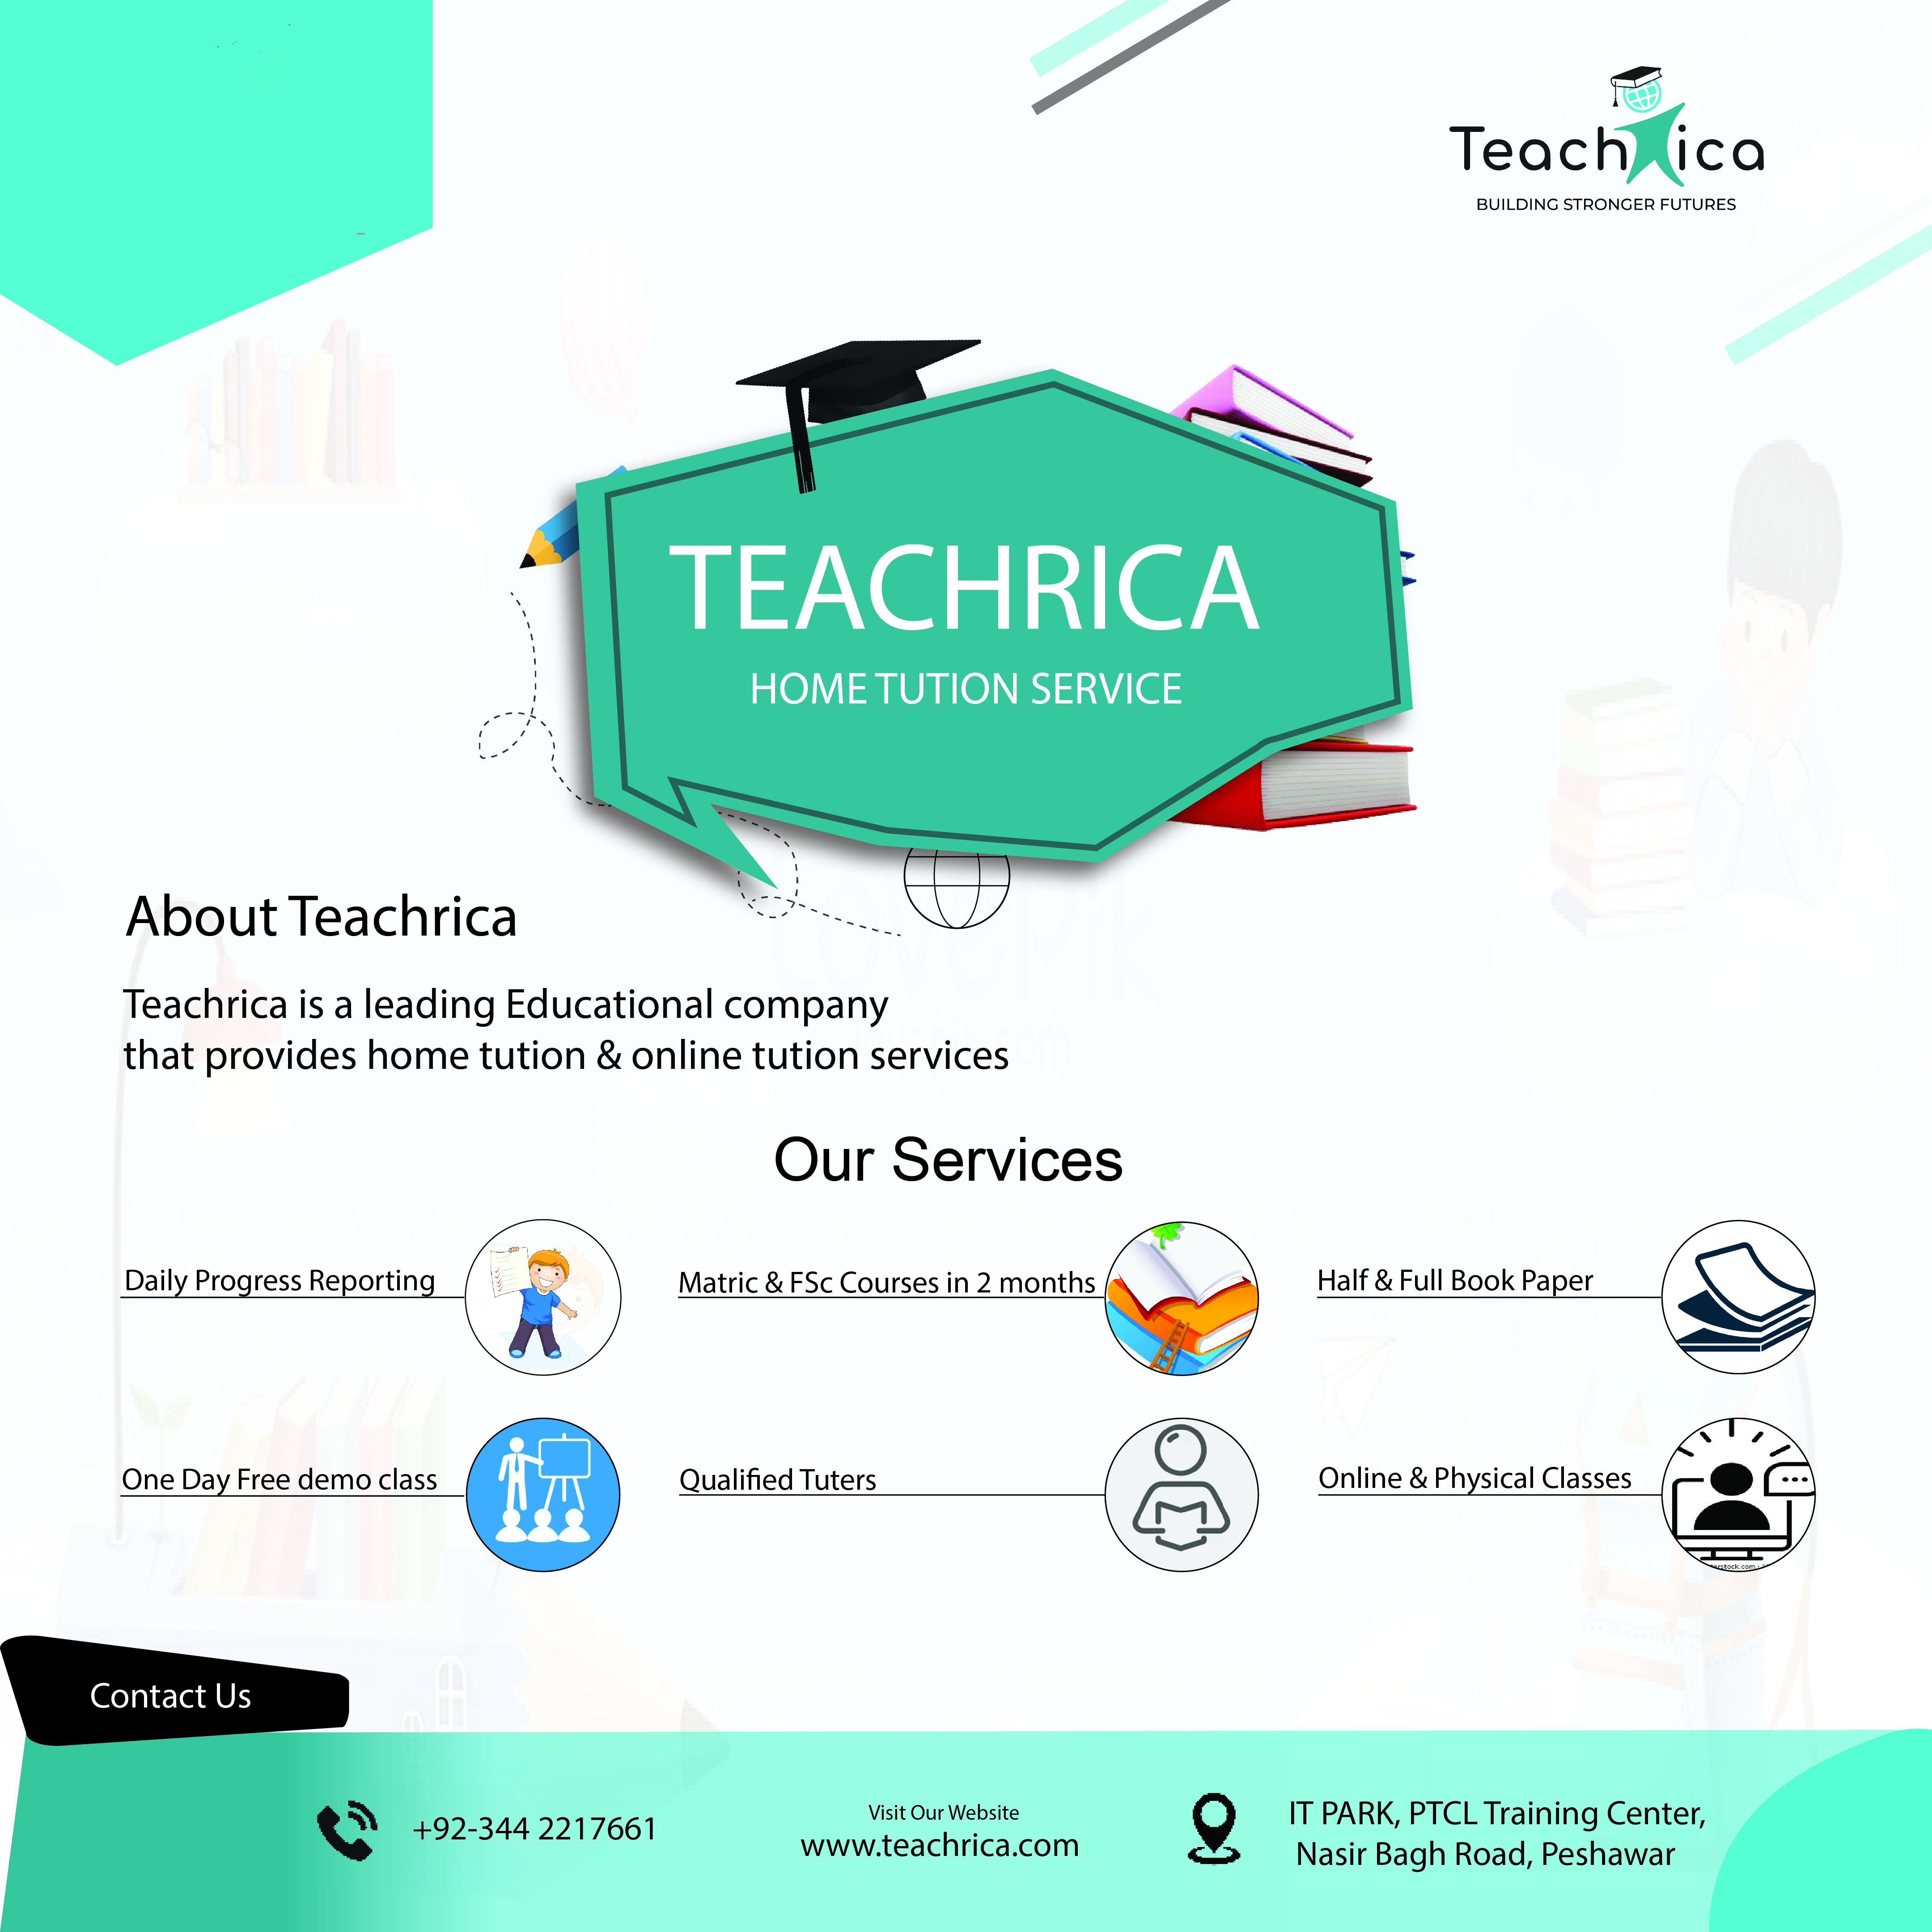 Teach ica
BUILDING STRONGER FUTURES
TEACHRICA
HOME TUTION SERVICE
About Teachrica
Teachrica is a leading Educational company
that provides home tution & online tution services
Our Services
Daily Progress Reporting
Matric & FSc Courses in 2 months
Half & Full Book Paper
One Day Free demo class
Qualified Tuters
Online & Physical Classes
Contact Us
+92-344 2217661
Visit Our Website
www.teachrica.com
IT PARK, PTCL Training Center,
Nasir Bagh Road, Peshawar